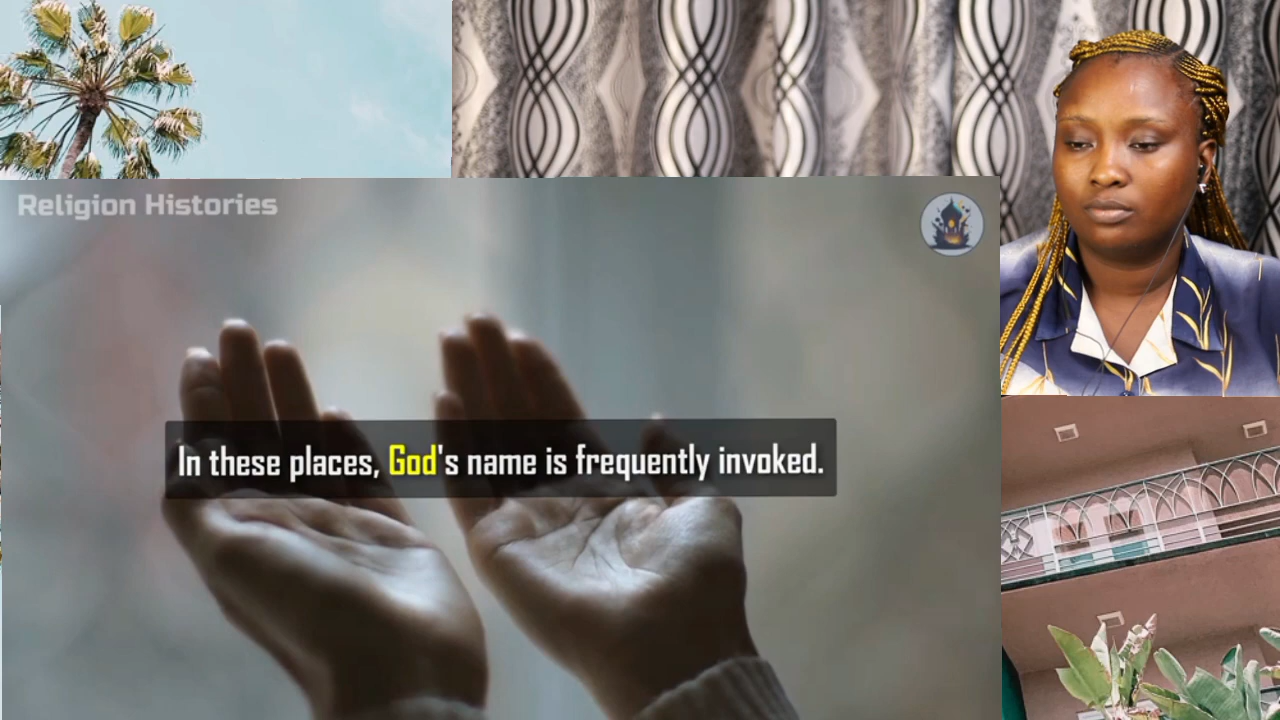 Religion Histories
In these places, God's name is frequently invoked.